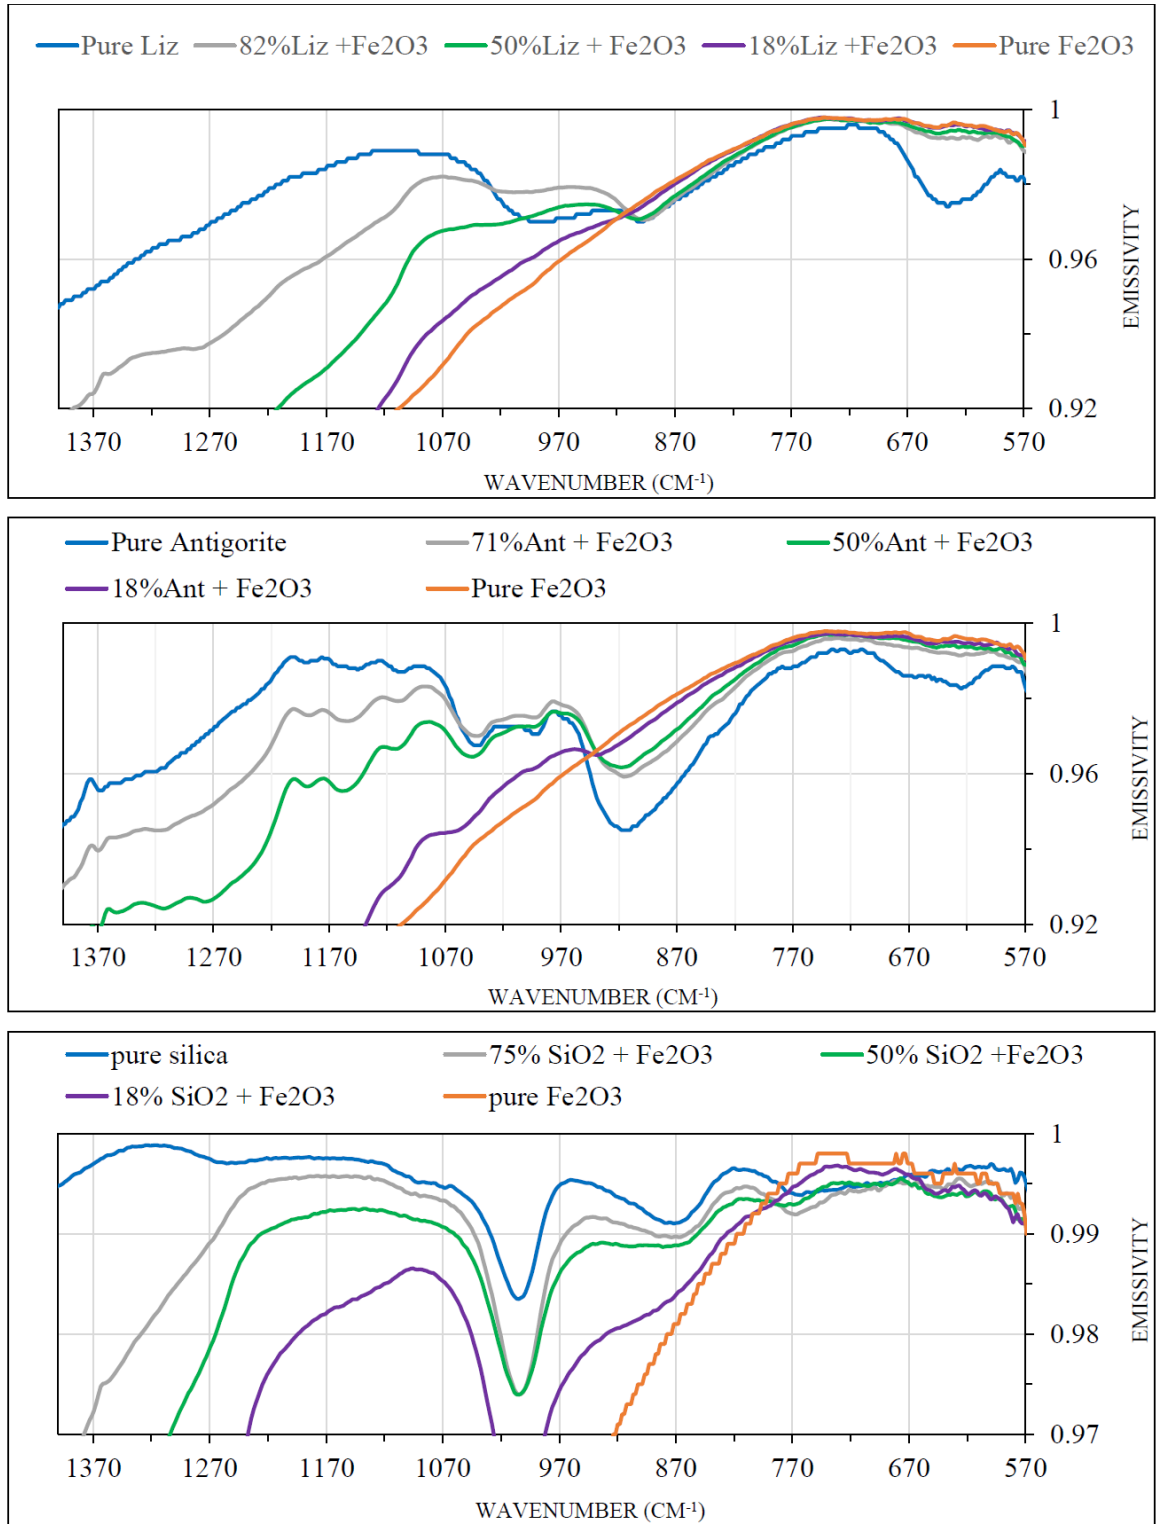 Pure Liz 82%Liz +Fe2O3 50%Liz + Fe2O3 18%Liz +Fe2O3 Pure Fe2O3
1
0.96
0.92
EMISSIVITY
1370 1270 1170 1070 970 870 770 670 570
WAVENUMBER (CM-1)
Pure Antigorite 71%Ant + Fe2O3 50%Ant + Fe2O3
18%Ant + Fe2O3 Pure Fe2O3
1
0.96
0.92
EMISSIVITY
1370 1270 1170 1070 970 870 770 670 570
WAVENUMBER (CM-1)
pure silica 75% SiO2 + Fe2O3 50% SiO2 +Fe2O3
18% SiO2 + Fe2O3 pure Fe2O3
1
0.99
0.98
0.97
EMISSIVITY
1370 1270 1170 1070 970 870 770 670 570
WAVENUMBER (CM-1)